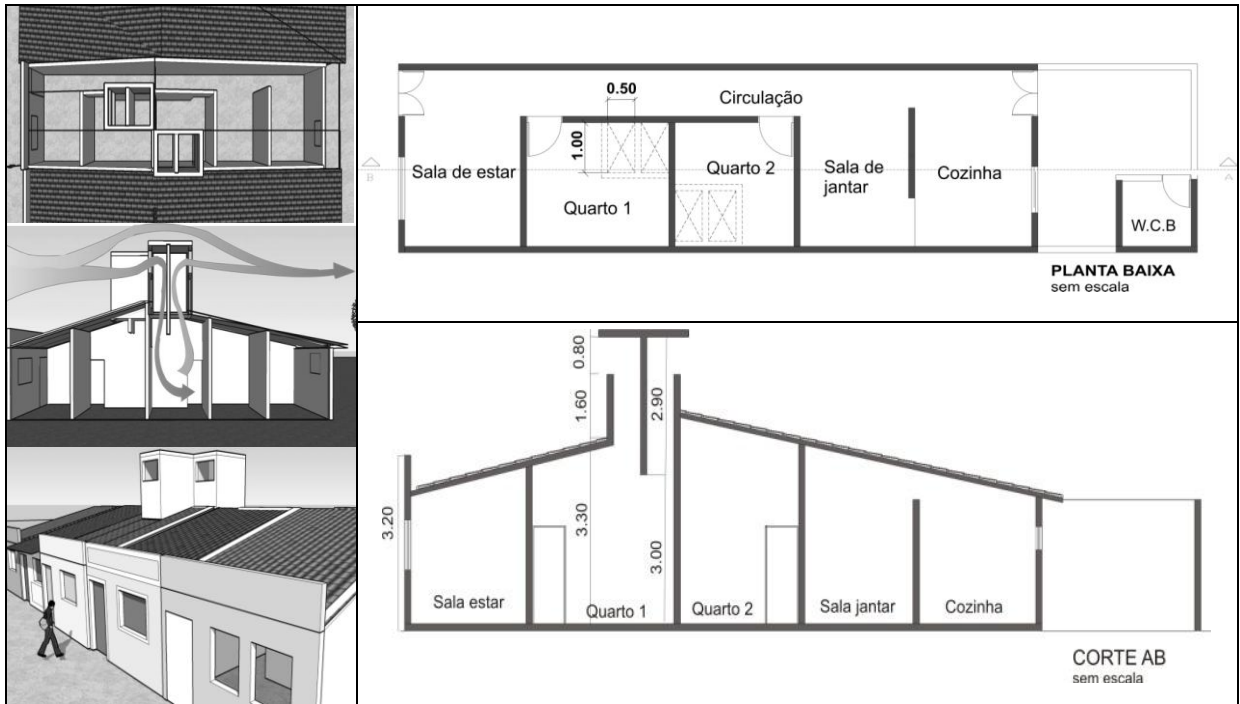 0.50
Circulação
1.00
Sala de estar
Quarto 1
Quarto 2
Sala de
jantar
Cozinha
B
A
W.C.B
PLANTA BAIXA
sem escala
0.80
1.60
2.90
3.20
3.30
3.00
Sala estar
Quarto 1
Quarto 2
Sala jantar
Cozinha
CORTE AB
sem escala